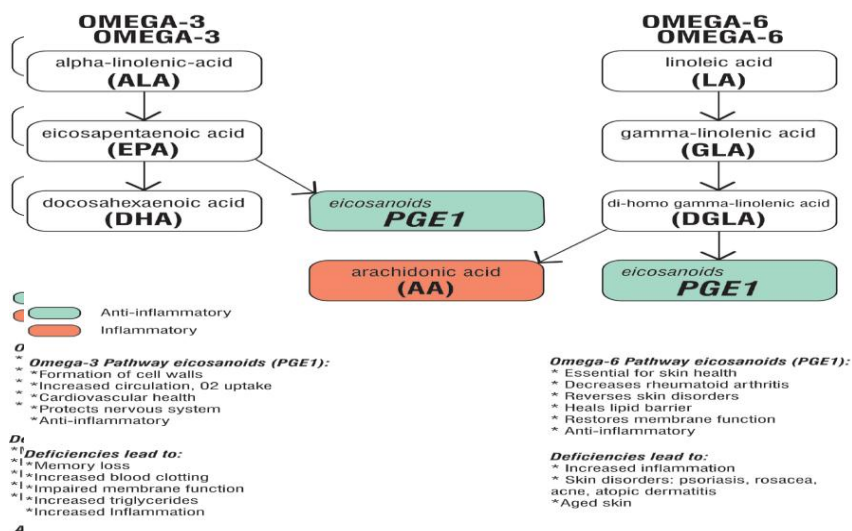 OMEGA-3
OMEGA-3
OMEGA-6
OMEGA-6
alpha-linolenic-acid
(ALA)
linoleic acid
(LA)
eicosapentaenoic acid
(EPA)
gamma-linolenic acid
(GLA)
docosahexaenoic acid
(DHA)
eicosanoids
PGE1
di-homo gamma-linolenic acid
(DGLA)
arachidonic acid
(AA)
eicosanoids
PGE1
Anti-inflammatory
Inflammatory
Omega-3 Pathway eicosanoids (PGE1):
*Formation of cell walls
*Increased circulation, 02 uptake
*Cardiovascular health
*Protects nervous system
*Anti-inflammatory
Deficiencies lead to:
*Memory loss
*Increased blood clotting
*Impaired membrane function
*Increased triglycerides
*Increased Inflammation
Omega-6 Pathway eicosanoids (PGE1):
* Essential for skin health
* Decreases rheumatoid arthritis
* Reverses skin disorders
* Heals lipid barrier
* Restores membrane function
* Anti-inflammatory
Deficiencies lead to:
* Increased inflammation
* Skin disorders: psoriasis, rosacea,
acne, atopic dermatitis
*Aged skin